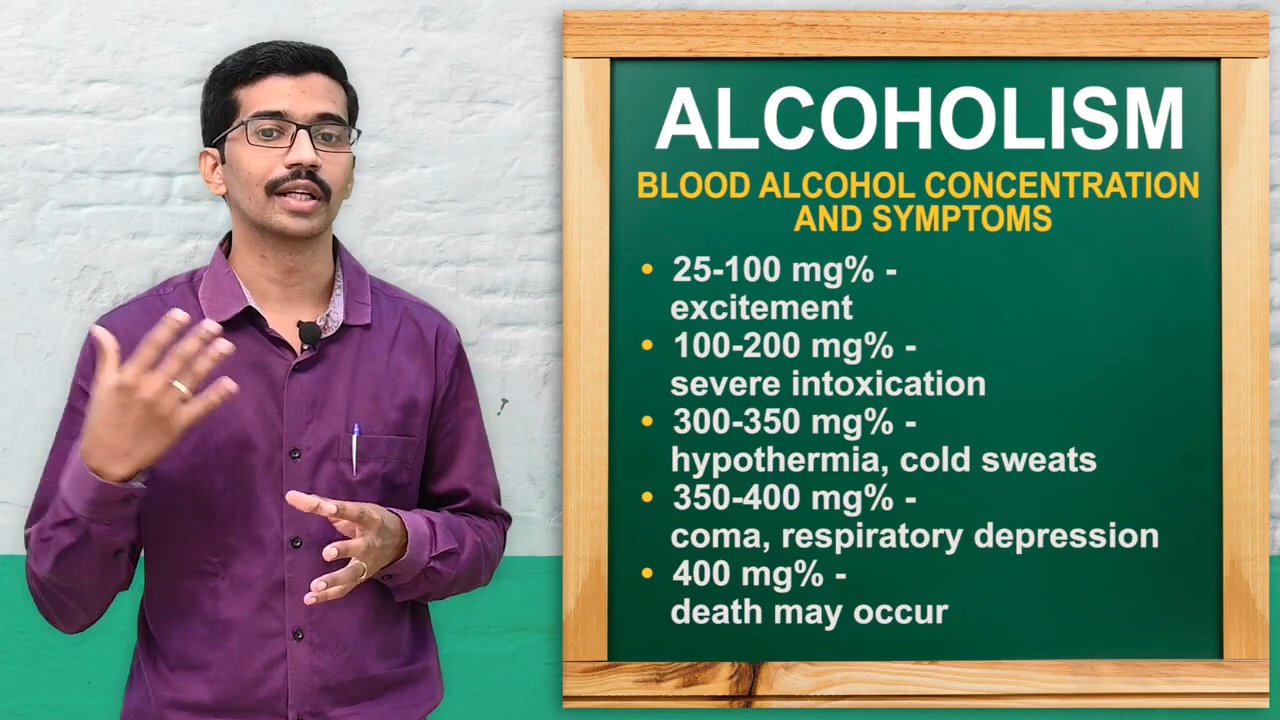 ALCOHOLISM
BLOOD ALCOHOL CONCENTRATION
AND SYMPTOMS
• 25-100 mg% -
excitement
• 100-200 mg% -
severe intoxication
• 300-350 mg% -
hypothermia, cold sweats
• 350-400 mg% -
coma, respiratory depression
• 400 mg% -
death may occur